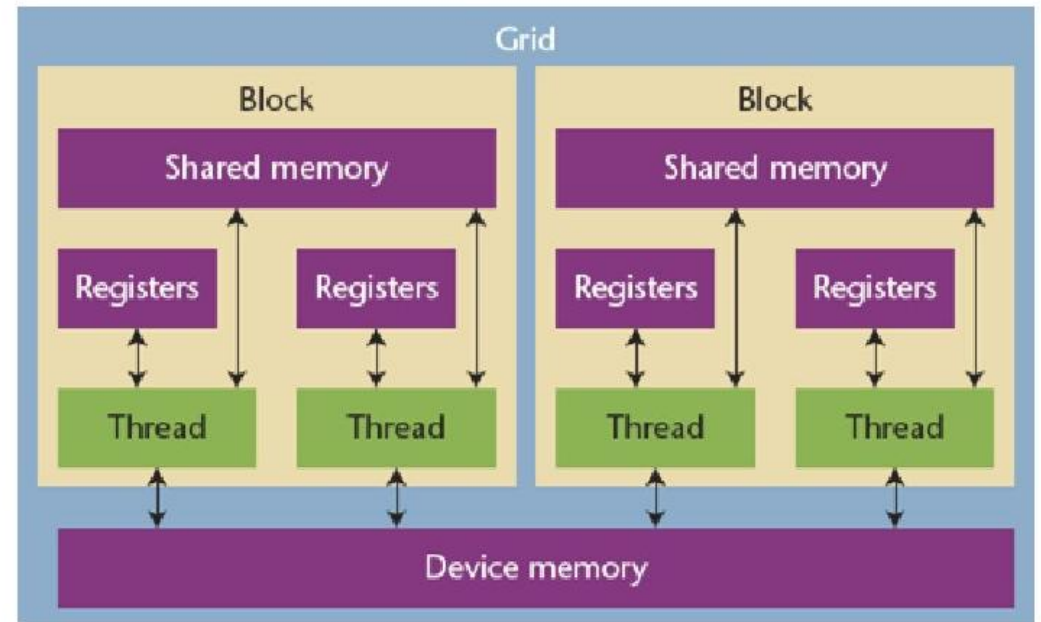 Grid
Block
Block
Shared memory
Shared memory
Registers
Registers
Registers
Registers
Thread
Thread
Thread
Thread
Device memory